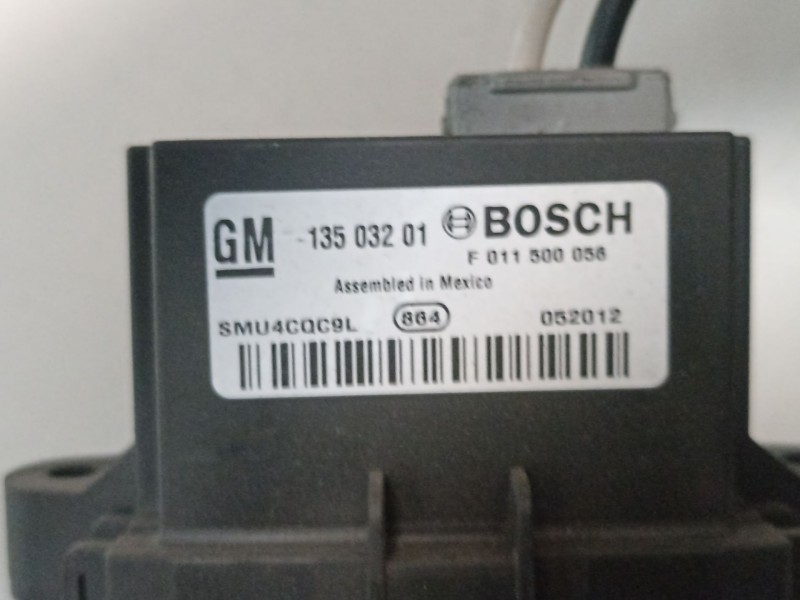 GM 135 032 01 BOSCH
F 011 500 056
Assembled in Mexico
SMU4CQC9L 864 052012